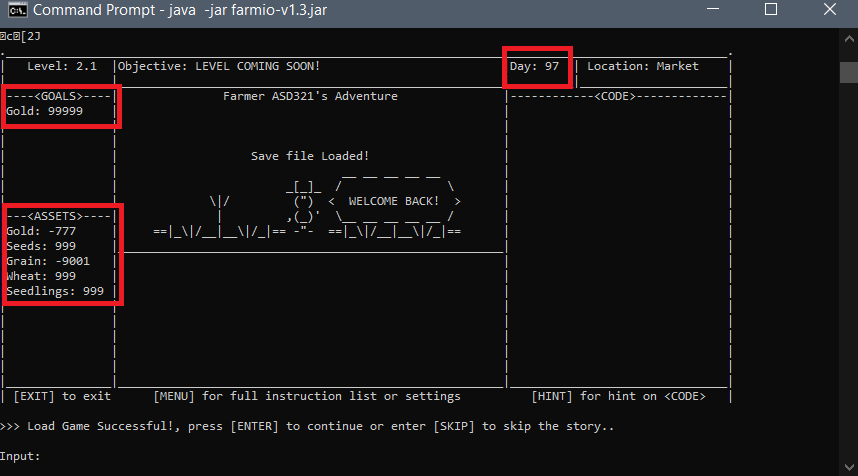 Command Prompt - java -jar farmio-v1.3.jar
c[2J
Level: 2.1 |Objective: LEVEL COMING SOON! Day: 97 | Location: Market
----<GOALS>----| Farmer ASD321's Adventure |------------<CODE>-------------|
Gold: 99999
Save file Loaded!
WELCOME BACK!
----<ASSETS>----|
Gold: -777
Seeds: 999
Grain: -9001
Wheat: 999
Seedlings: 999
[EXIT] to exit [MENU] for full instruction list or settings [HINT] for hint on <CODE>
>>> Load Game Successful!, press [ENTER] to continue or enter [SKIP] to skip the story..
Input: